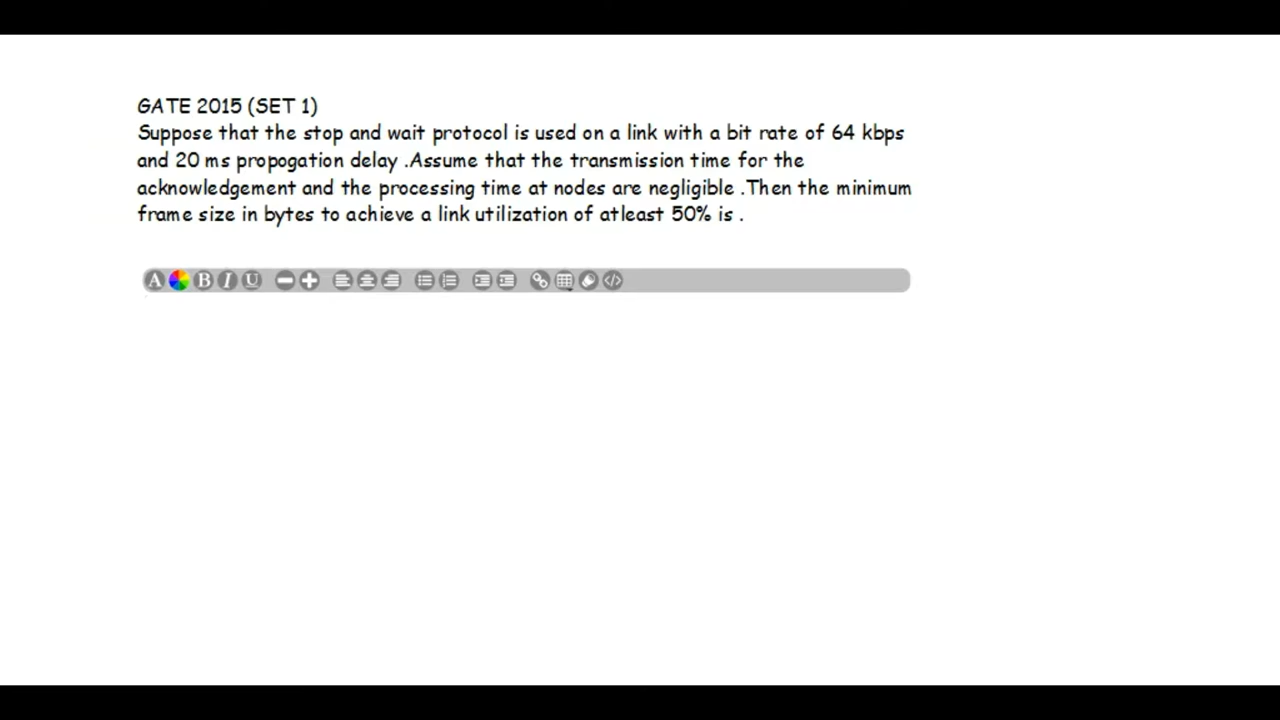 GATE 2015 (SET 1)
Suppose that the stop and wait protocol is used on a link with a bit rate of 64 kbps
and 20 ms propogation delay .Assume that the transmission time for the
acknowledgement and the processing time at nodes are negligible .Then the minimum
frame size in bytes to achieve a link utilization of atleast 50% is .
A B I U </>